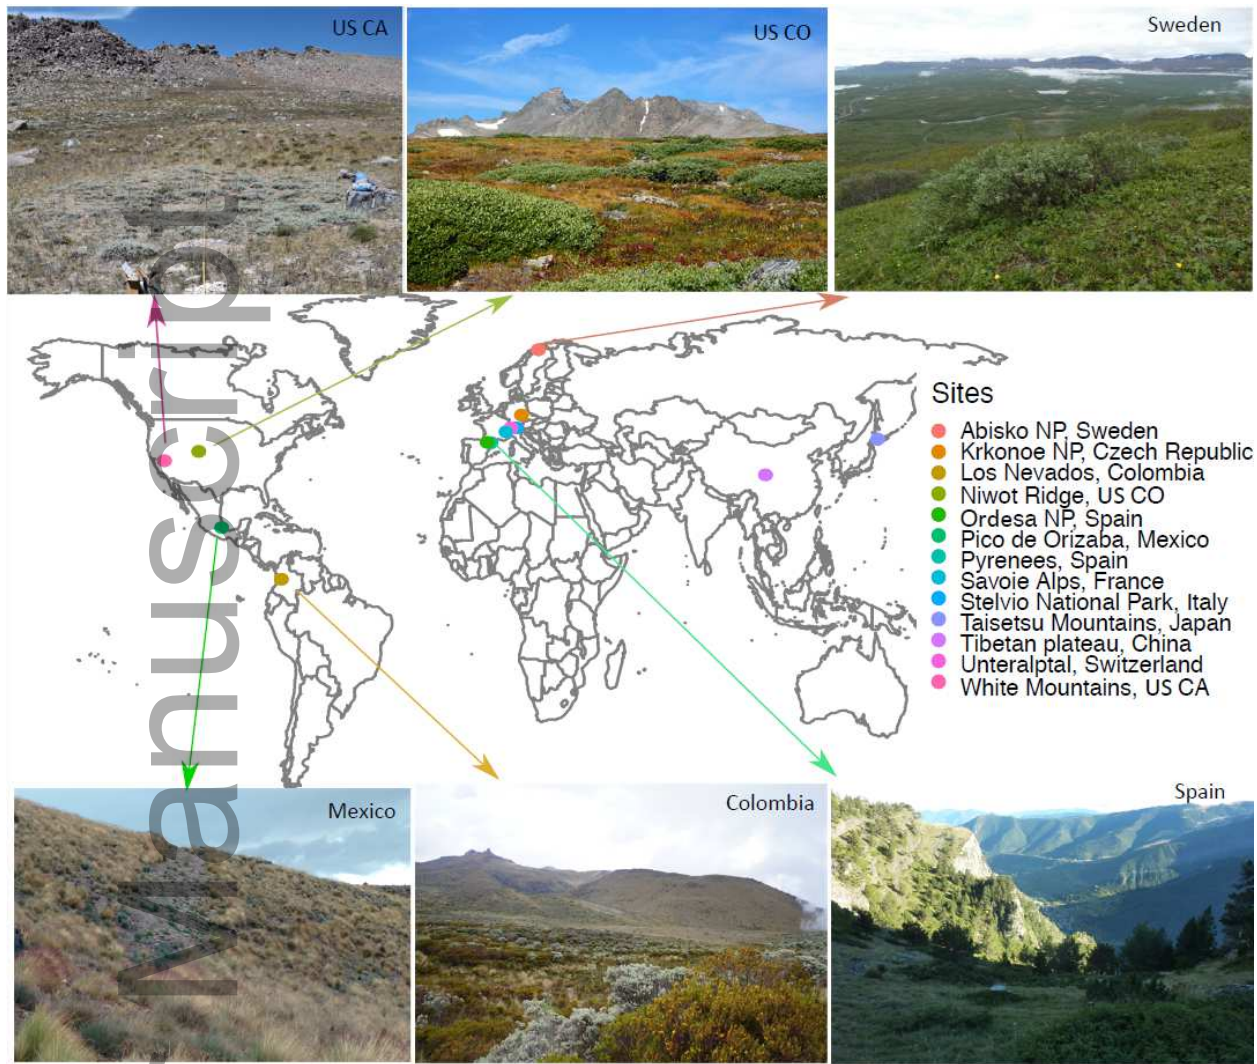 US CA
US CO
Sweden
Sites
Abisko NP, Sweden
Krkonoe NP, Czech Republic
Los Nevados, Colombia
Niwot Ridge, US CO
Ordesa NP, Spain
Pico de Orizaba, Mexico
Pyrenees, Spain
Savoie Alps, France
Stelvio National Park, Italy
Taisetsu Mountains, Japan
Tibetan plateau, China
Unteralptal, Switzerland
White Mountains, US CA
Mexico
Colombia
Spain
Manuscript